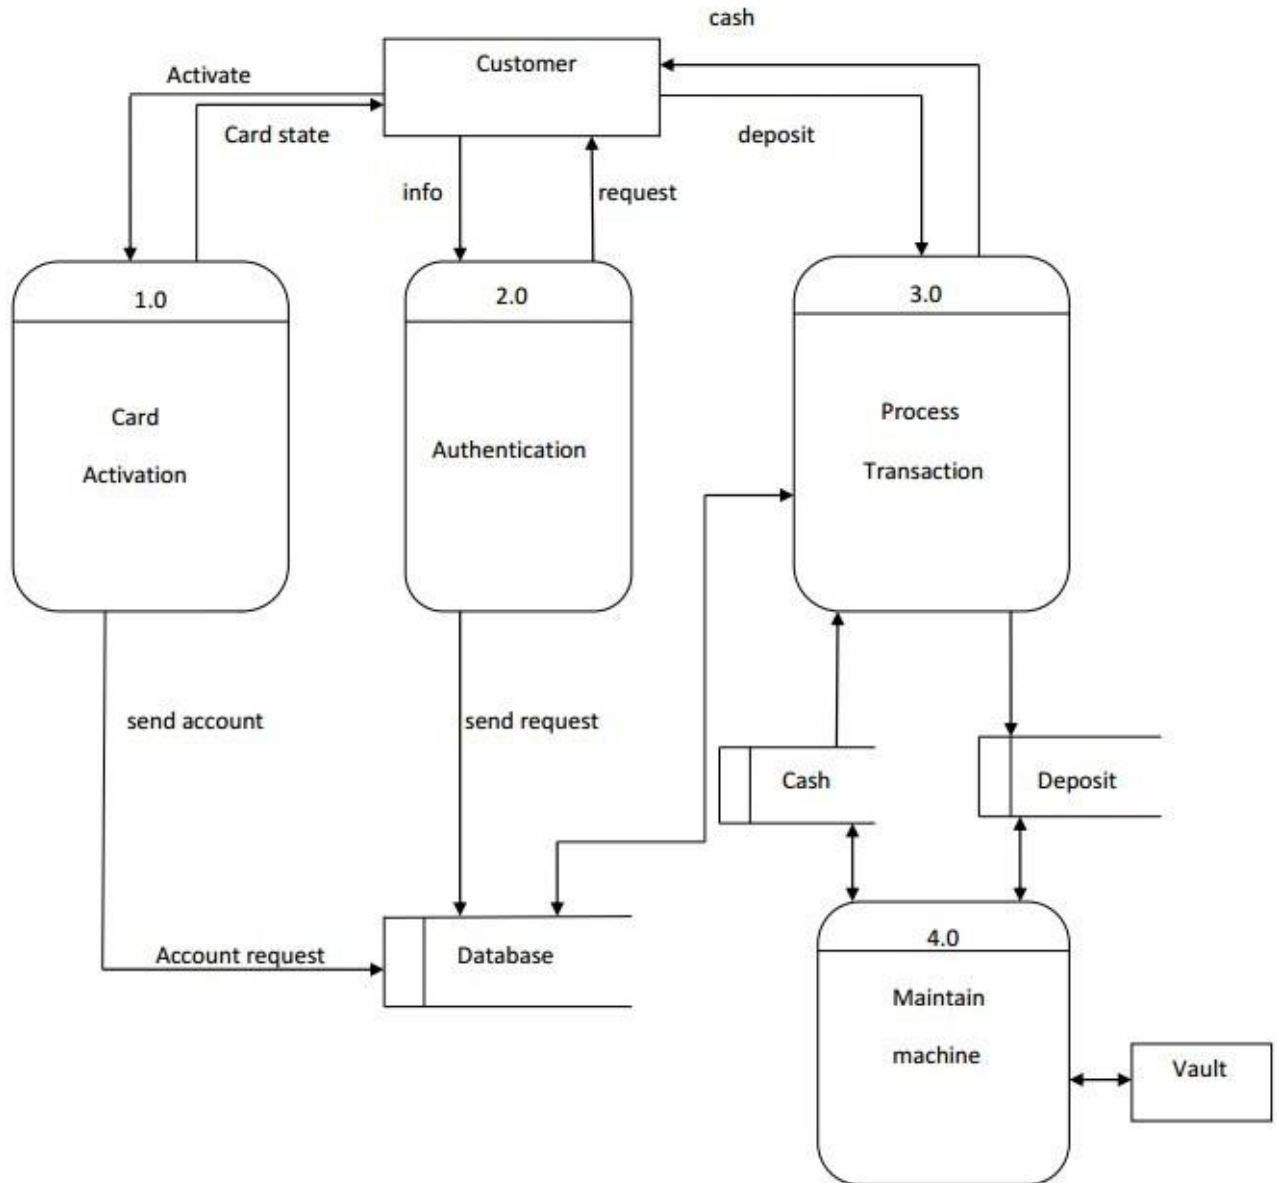 cash
Customer
Activate
Card state
deposit
info
request
1.0
2.0
3.0
Card
Activation
Authentication
Process
Transaction
send account
send request
Cash
Deposit
Account request
Database
4.0
Maintain
machine
Vault